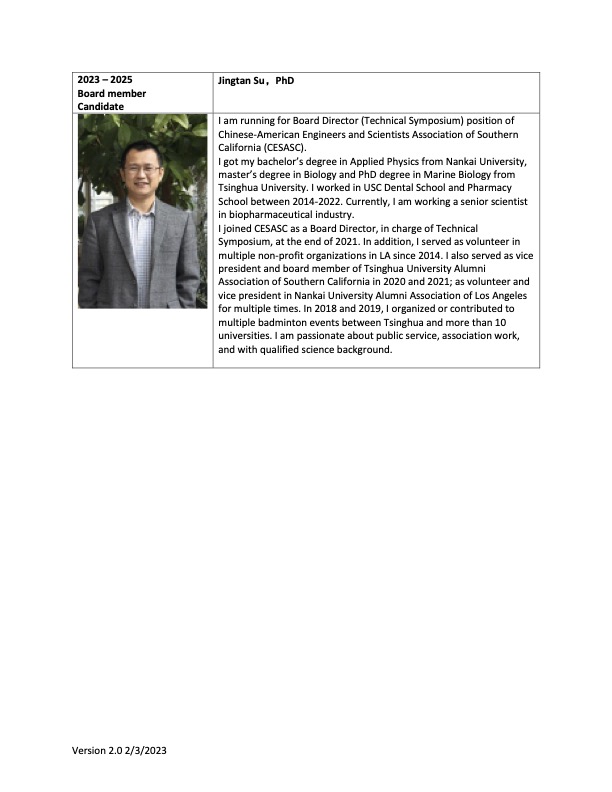 2023 – 2025
Board member
Candidate
Jingtan Su，PhD
I am running for Board Director (Technical Symposium) position of
Chinese-American Engineers and Scientists Association of Southern
California (CESASC).
I got my bachelor’s degree in Applied Physics from Nankai University,
master’s degree in Biology and PhD degree in Marine Biology from
Tsinghua University. I worked in USC Dental School and Pharmacy
School between 2014-2022. Currently, I am working a senior scientist
in biopharmaceutical industry.
I joined CESASC as a Board Director, in charge of Technical
Symposium, at the end of 2021. In addition, I served as volunteer in
multiple non-profit organizations in LA since 2014. I also served as vice
president and board member of Tsinghua University Alumni
Association of Southern California in 2020 and 2021; as volunteer and
vice president in Nankai University Alumni Association of Los Angeles
for multiple times. In 2018 and 2019, I organized or contributed to
multiple badminton events between Tsinghua and more than 10
universities. I am passionate about public service, association work,
and with qualified science background.
Version 2.0 2/3/2023